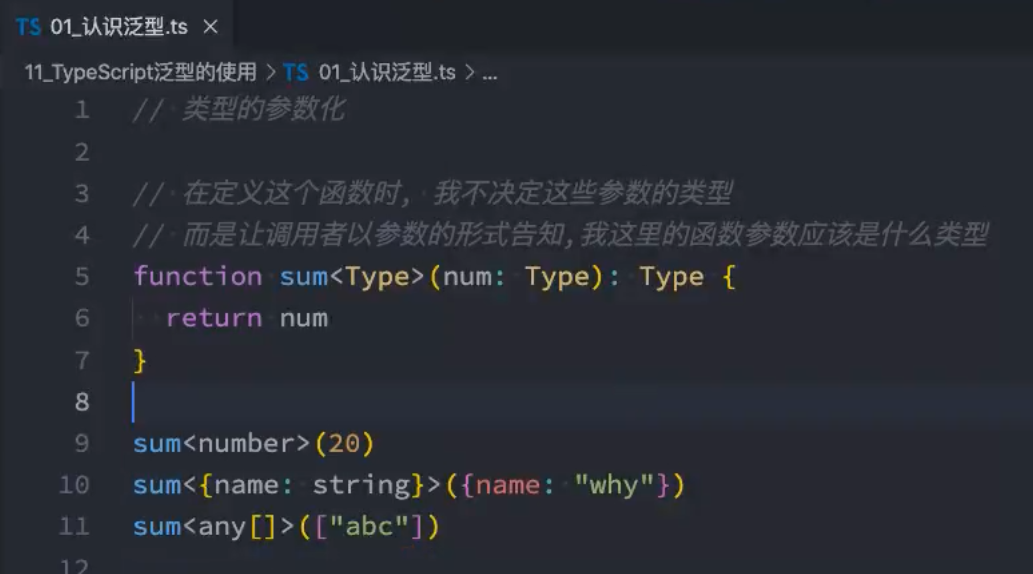 TS 01_认识泛型.ts ×
11_TypeScript泛型的使用 > TS 01_认识泛型.ts > ...
1 // 类型的参数化
2
3 // 在定义这个函数时, 我不决定这些参数的类型
4 // 而是让调用者以参数的形式告知,我这里的函数参数应该是什么类型
5 function sum<Type>(num: Type): Type {
6   return num
7 }
8
9 sum<number>(20)
10 sum<{name: string}>({name: "why"})
11 sum<any[]>(["abc"])
12